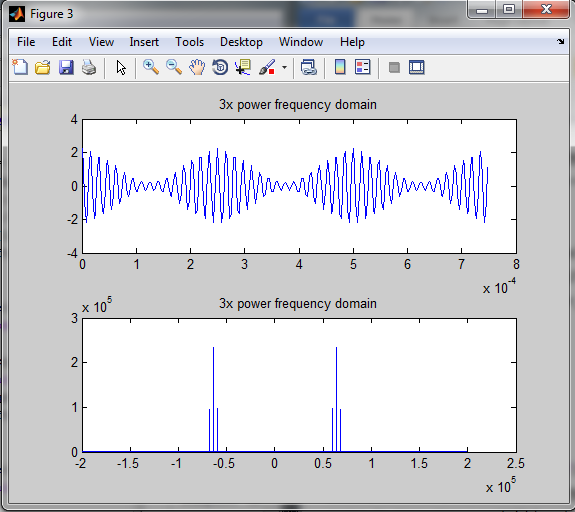 Figure 3
File Edit View Insert Tools Desktop Window Help
3x power frequency domain
4
2
0
-2
-4
0 1 2 3 4 5 6 7 8
x 10^-4
3x power frequency domain
x 10^5
3
2
1
0
-2 -1.5 -1 -0.5 0 0.5 1 1.5 2 2.5
x 10^5